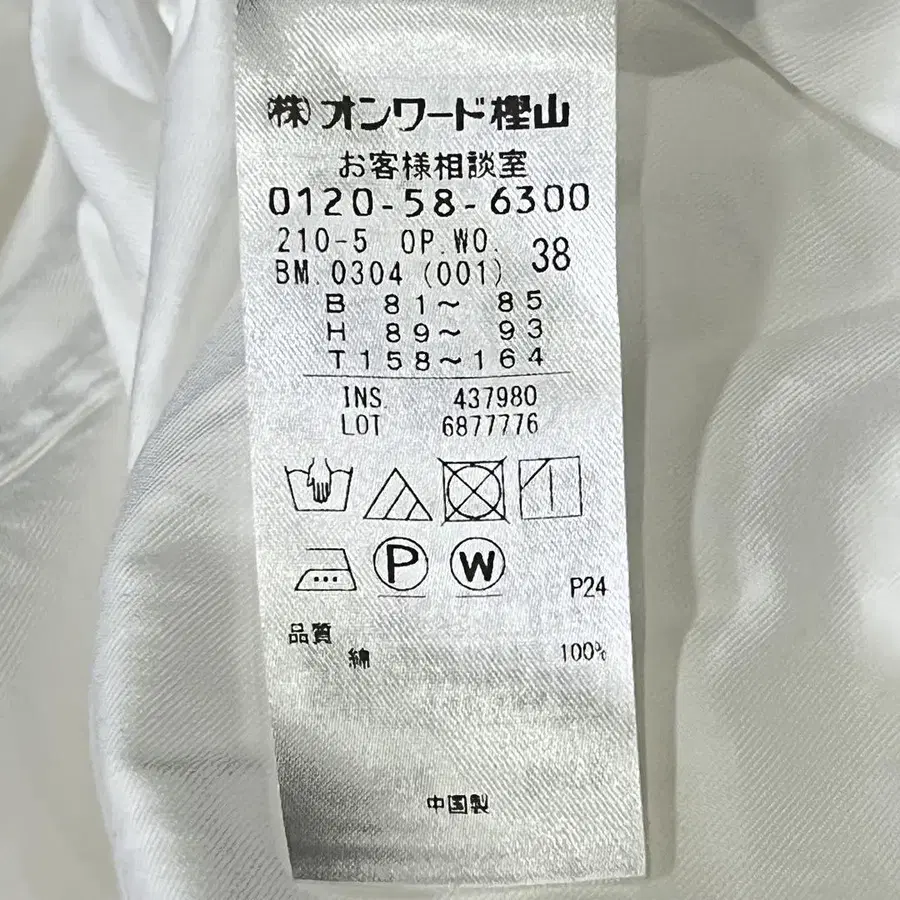 (株)オンワード樫山
お客様相談室
0120-58-6300
210-5 OP.WO. 38
BM.0304 (001)
B 81～ 85
H 89～ 93
T158～164
INS. 437980
LOT 6877776
P W
P24
品質
綿 100%
中国製